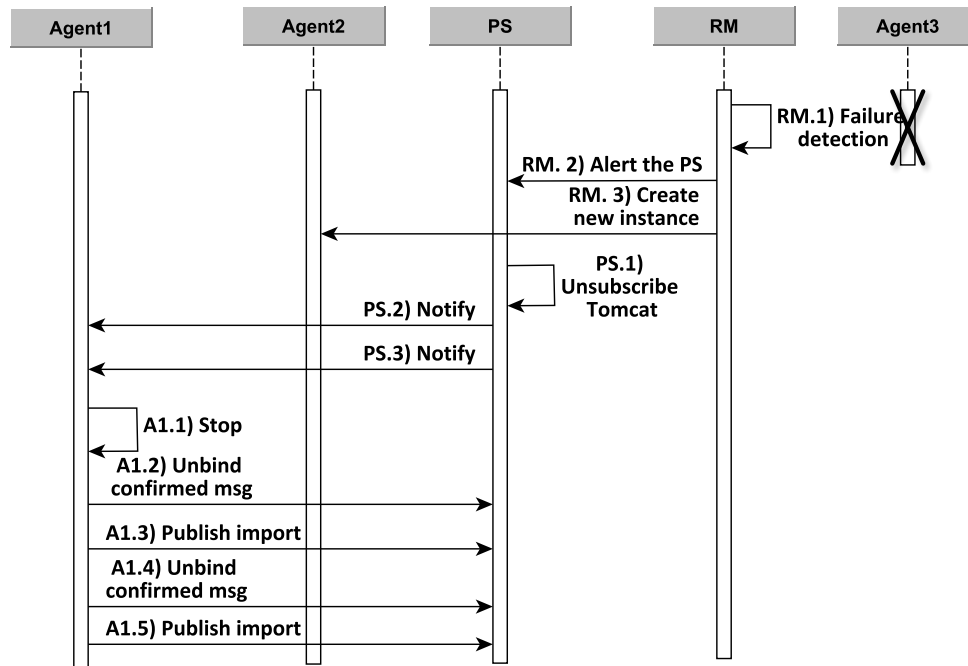 Agent1
Agent2
PS
RM
Agent3
RM.1) Failure
detection
RM. 2) Alert the PS
RM. 3) Create
new instance
PS.1)
Unsubscribe
Tomcat
PS.2) Notify
PS.3) Notify
A1.1) Stop
A1.2) Unbind
confirmed msg
A1.3) Publish import
A1.4) Unbind
confirmed msg
A1.5) Publish import